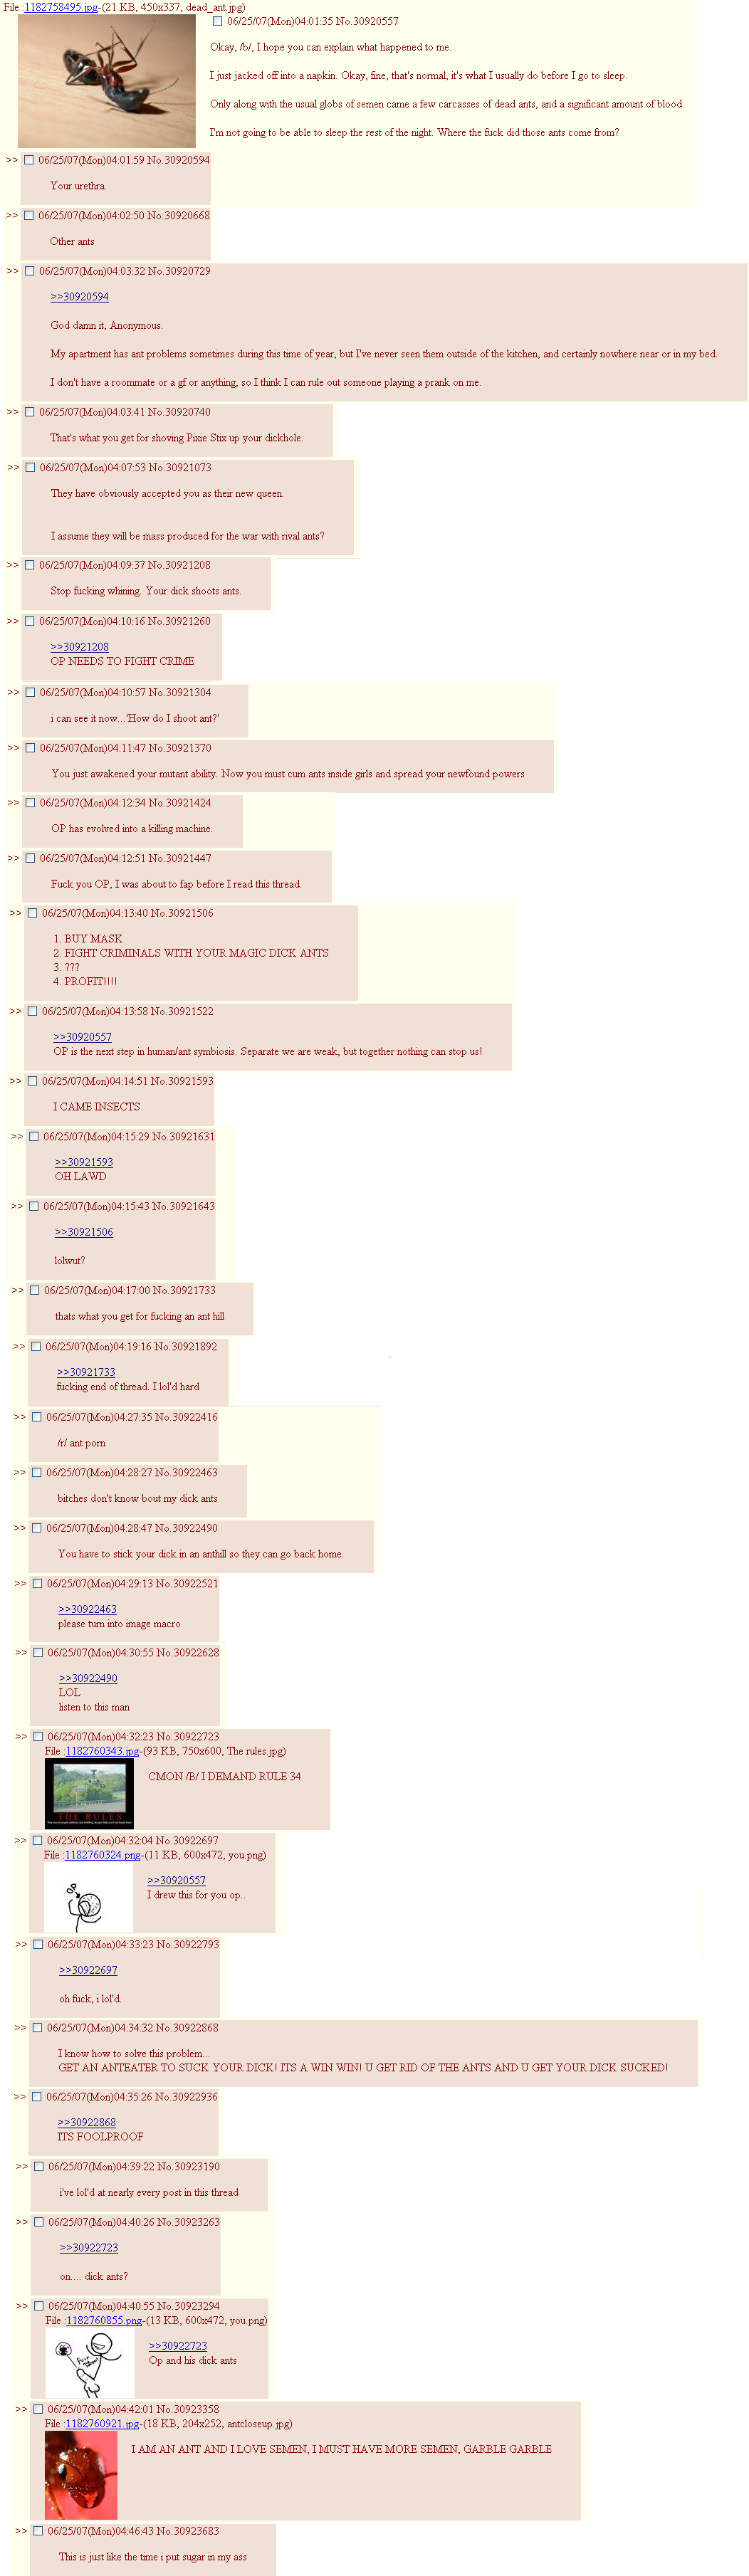 File :1182758495.jpg-(21 KB, 450x337, dead_ant.jpg)
06/25/07(Mon)04:01:35 No.30920557
Okay, /b/, I hope you can explain what happened to me.
I just jacked off into a napkin. Okay, fine, that's normal, it's what I usually do before I go to sleep.
Only along with the usual globs of semen came a few carcasses of dead ants, and a significant amount of blood.
I'm not going to be able to sleep the rest of the night. Where the fuck did those ants come from?
>> 06/25/07(Mon)04:01:59 No.30920594
Your urethra.
>> 06/25/07(Mon)04:02:50 No.30920668
Other ants
>> 06/25/07(Mon)04:03:32 No.30920729
>>30920594
God damn it, Anonymous.
My apartment has ant problems sometimes during this time of year, but I've never seen them outside of the kitchen, and certainly nowhere near or in my bed.
I don't have a roommate or a gf or anything, so I think I can rule out someone playing a prank on me.
>> 06/25/07(Mon)04:03:41 No.30920740
That's what you get for shoving Pixie Stix up your dickhole.
>> 06/25/07(Mon)04:07:53 No.30921073
They have obviously accepted you as their new queen.
I assume they will be mass produced for the war with rival ants?
>> 06/25/07(Mon)04:09:37 No.30921208
Stop fucking whining. Your dick shoots ants.
>> 06/25/07(Mon)04:10:16 No.30921260
>>30921208
OP NEEDS TO FIGHT CRIME
>> 06/25/07(Mon)04:10:57 No.30921304
i can see it now...'How do I shoot ant?'
>> 06/25/07(Mon)04:11:47 No.30921370
You just awakened your mutant ability. Now you must cum ants inside girls and spread your newfound powers
>> 06/25/07(Mon)04:12:34 No.30921424
OP has evolved into a killing machine.
>> 06/25/07(Mon)04:12:51 No.30921447
Fuck you OP, I was about to fap before I read this thread.
>> 06/25/07(Mon)04:13:40 No.30921506
1. BUY MASK
2. FIGHT CRIMINALS WITH YOUR MAGIC DICK ANTS
3. ???
4. PROFIT!!!!
>> 06/25/07(Mon)04:13:58 No.30921522
>>30920557
OP is the next step in human/ant symbiosis. Separate we are weak, but together nothing can stop us!
>> 06/25/07(Mon)04:14:51 No.30921593
I CAME INSECTS
>> 06/25/07(Mon)04:15:29 No.30921631
>>30921593
OH LAWD
>> 06/25/07(Mon)04:15:43 No.30921643
>>30921506
lolwut?
>> 06/25/07(Mon)04:17:00 No.30921733
thats what you get for fucking an ant hill
>> 06/25/07(Mon)04:19:16 No.30921892
>>30921733
fucking end of thread. I lol'd hard
>> 06/25/07(Mon)04:27:35 No.30922416
/r/ ant porn
>> 06/25/07(Mon)04:28:27 No.30922463
bitches don't know bout my dick ants
>> 06/25/07(Mon)04:28:47 No.30922490
You have to stick your dick in an anthill so they can go back home.
>> 06/25/07(Mon)04:29:13 No.30922521
>>30922463
please turn into image macro
>> 06/25/07(Mon)04:30:55 No.30922628
>>30922490
LOL
listen to this man
>> 06/25/07(Mon)04:32:23 No.30922723
File :1182760343.jpg-(93 KB, 750x600, The rules.jpg)
THE RULES
CMON /B/ I DEMAND RULE 34
>> 06/25/07(Mon)04:32:04 No.30922697
File :1182760324.png-(11 KB, 600x472, you.png)
>>30920557
I drew this for you op..
>> 06/25/07(Mon)04:33:23 No.30922793
>>30922697
oh fuck, i lol'd.
>> 06/25/07(Mon)04:34:32 No.30922868
I know how to solve this problem...
GET AN ANTEATER TO SUCK YOUR DICK! ITS A WIN WIN! U GET RID OF THE ANTS AND U GET YOUR DICK SUCKED!
>> 06/25/07(Mon)04:35:26 No.30922936
>>30922868
ITS FOOLPROOF
>> 06/25/07(Mon)04:39:22 No.30923190
i've lol'd at nearly every post in this thread
>> 06/25/07(Mon)04:40:26 No.30923263
>>30922723
on.... dick ants?
>> 06/25/07(Mon)04:40:55 No.30923294
File :1182760855.png-(13 KB, 600x472, you.png)
>>30922723
Op and his dick ants
>> 06/25/07(Mon)04:42:01 No.30923358
File :1182760921.jpg-(18 KB, 204x252, antcloseup.jpg)
I AM AN ANT AND I LOVE SEMEN, I MUST HAVE MORE SEMEN, GARBLE GARBLE
>> 06/25/07(Mon)04:46:43 No.30923683
This is just like the time i put sugar in my ass